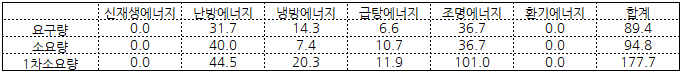 신재생에너지 난방에너지 냉방에너지 급탕에너지 조명에너지 환기에너지 합계
요구량 0.0 31.7 14.3 6.6 36.7 0.0 89.4
소요량 0.0 40.0 7.4 10.7 36.7 0.0 94.8
1차소요량 0.0 44.5 20.3 11.9 101.0 0.0 177.7